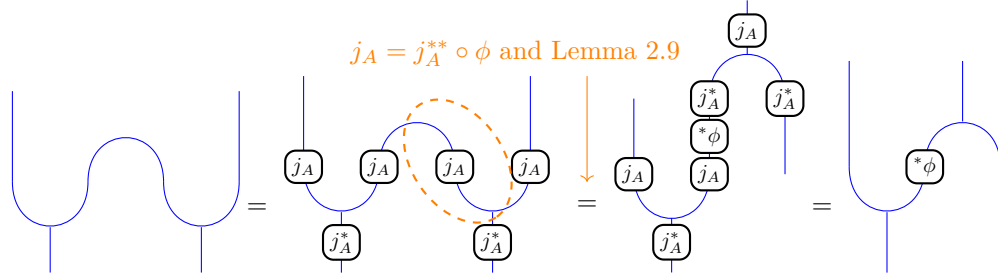 j_A = j_A^{**} ∘ ϕ and Lemma 2.9
=
j_A j_A j_A j_A
j_A^* j_A^*
=
j_A
j_A^* j_A^*
^*ϕ
j_A j_A
j_A^*
=
^*ϕ